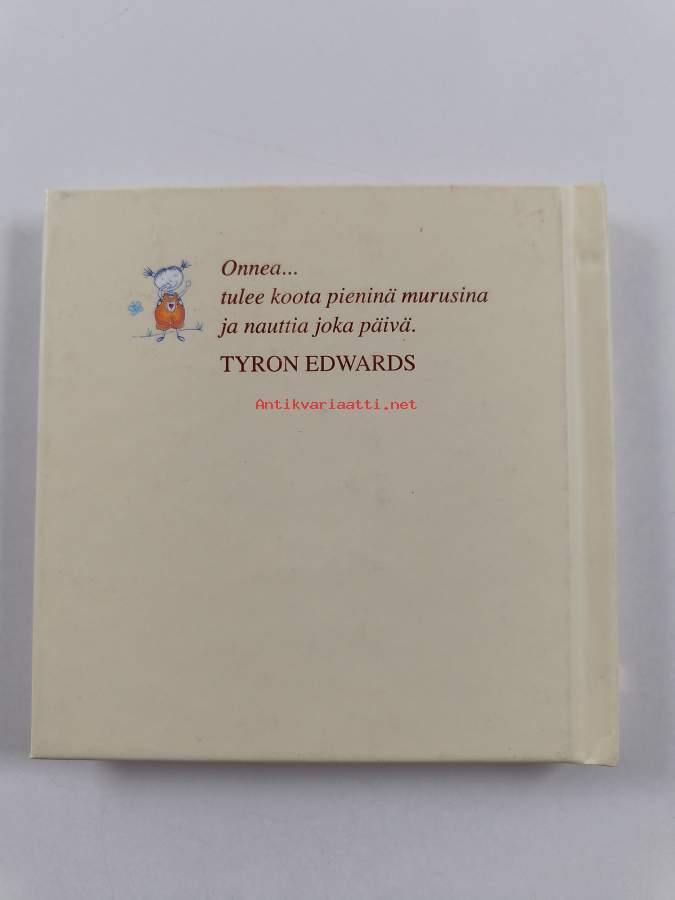 Onnea...
tulee koota pieninä murusina
ja nauttia joka päivä.
TYRON EDWARDS
Antikvariaatti.net